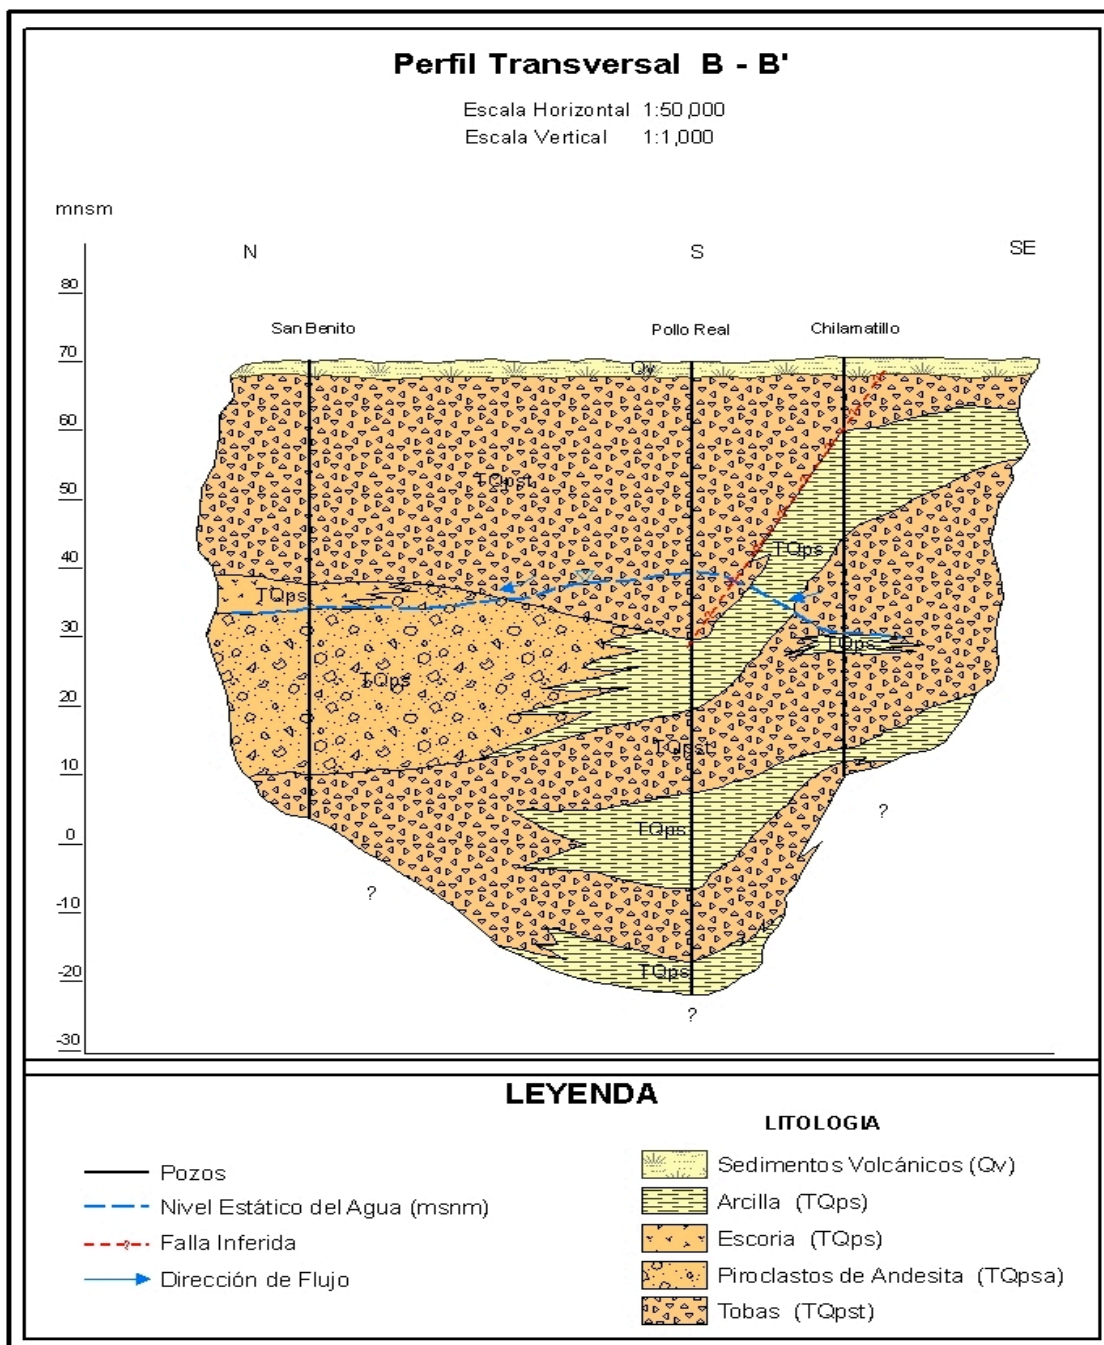 Perfil Transversal B - B'
Escala Horizontal 1:50,000
Escala Vertical 1:1,000
mnsm
N
S
SE
80
San Benito
Pollo Real
Chilamatillo
70
Qv
60
TQpst
50
TQps
40
TQps
30
TQps
TQps
20
TQpst
10
TQps
0
?
-10
?
-20
TQps
?
-30
LEYENDA
LITOLOGIA
Pozos
Nivel Estático del Agua (msnm)
Falla Inferida
Dirección de Flujo
Sedimentos Volcánicos (Qv)
Arcilla (TQps)
Escoria (TQps)
Piroclastos de Andesita (TQpsa)
Tobas (TQpst)